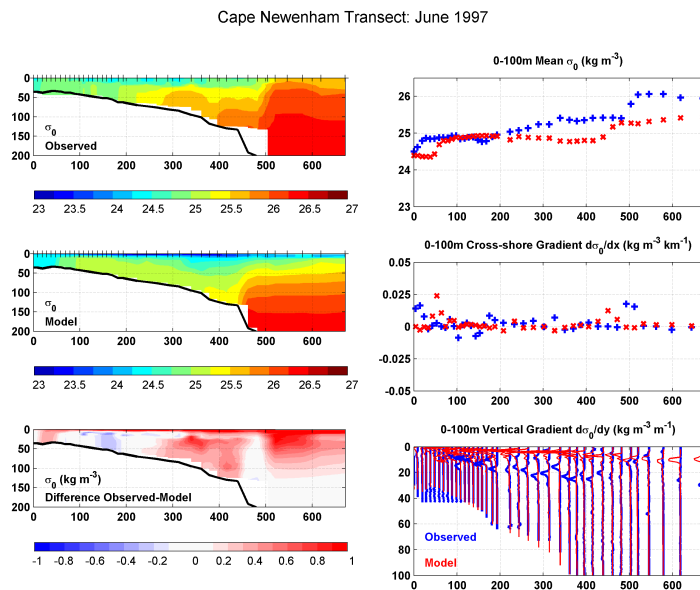 Cape Newenham Transect: June 1997
0
50
100
150
200
σ0
Observed
0 100 200 300 400 500 600
23 23.5 24 24.5 25 25.5 26 26.5 27
0
50
100
150
200
σ0
Model
0 100 200 300 400 500 600
23 23.5 24 24.5 25 25.5 26 26.5 27
0
50
100
150
200
σ0 (kg m-3)
Difference Observed-Model
0 100 200 300 400 500 600
-1 -0.8 -0.6 -0.4 -0.2 0 0.2 0.4 0.6 0.8 1
0-100m Mean σ0 (kg m-3)
26
25
24
23
0 100 200 300 400 500 600
0-100m Cross-shore Gradient dσ0/dx (kg m-3 km-1)
0.05
0.025
0
-0.025
-0.05
0 100 200 300 400 500 600
0-100m Vertical Gradient dσ0/dy (kg m-3 m-1)
0
20
40
60
80
100
Observed
Model
0 100 200 300 400 500 600